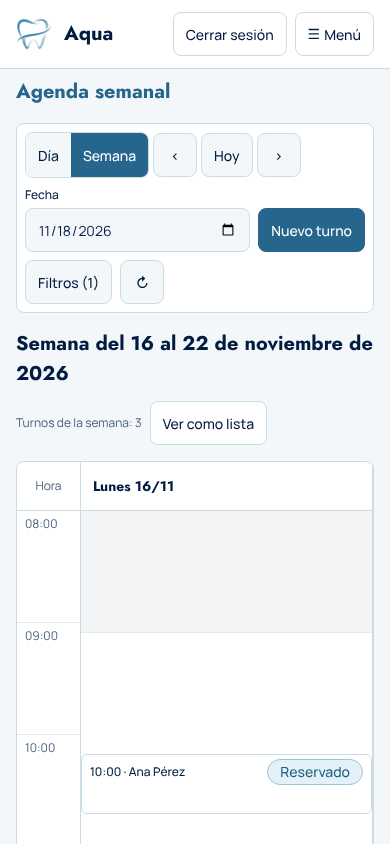 Aqua
Cerrar sesión
☰ Menú
Agenda semanal
Día
Semana
‹
Hoy
›
Fecha
11/18/2026
Nuevo turno
Filtros (1)
↻
Semana del 16 al 22 de noviembre de
2026
Turnos de la semana: 3
Ver como lista
Hora
Lunes 16/11
08:00
09:00
10:00
10:00 · Ana Pérez
Reservado